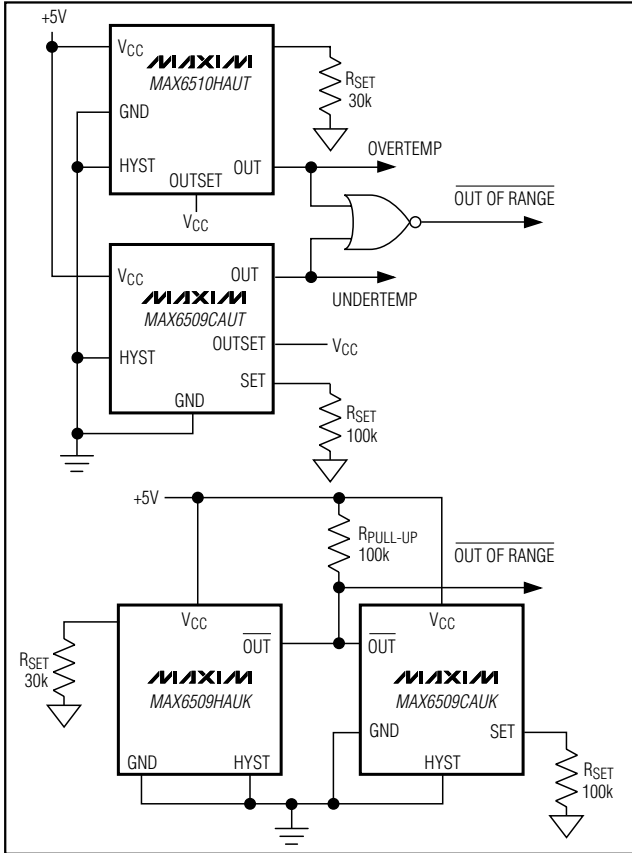 +5V
VCC
MAXIM
MAX6510HAUT
RSET
30k
GND
HYST
OUT
OVERTEMP
OUTSET
VCC
OUT OF RANGE
VCC
OUT
MAXIM
MAX6509CAUT
UNDERTEMP
OUTSET
VCC
HYST
SET
GND
RSET
100k
+5V
RPULL-UP
100k
OUT OF RANGE
VCC
VCC
RSET
30k
OUT
OUT
MAXIM
MAX6509HAUK
MAXIM
MAX6509CAUK
GND
SET
GND
HYST
HYST
RSET
100k